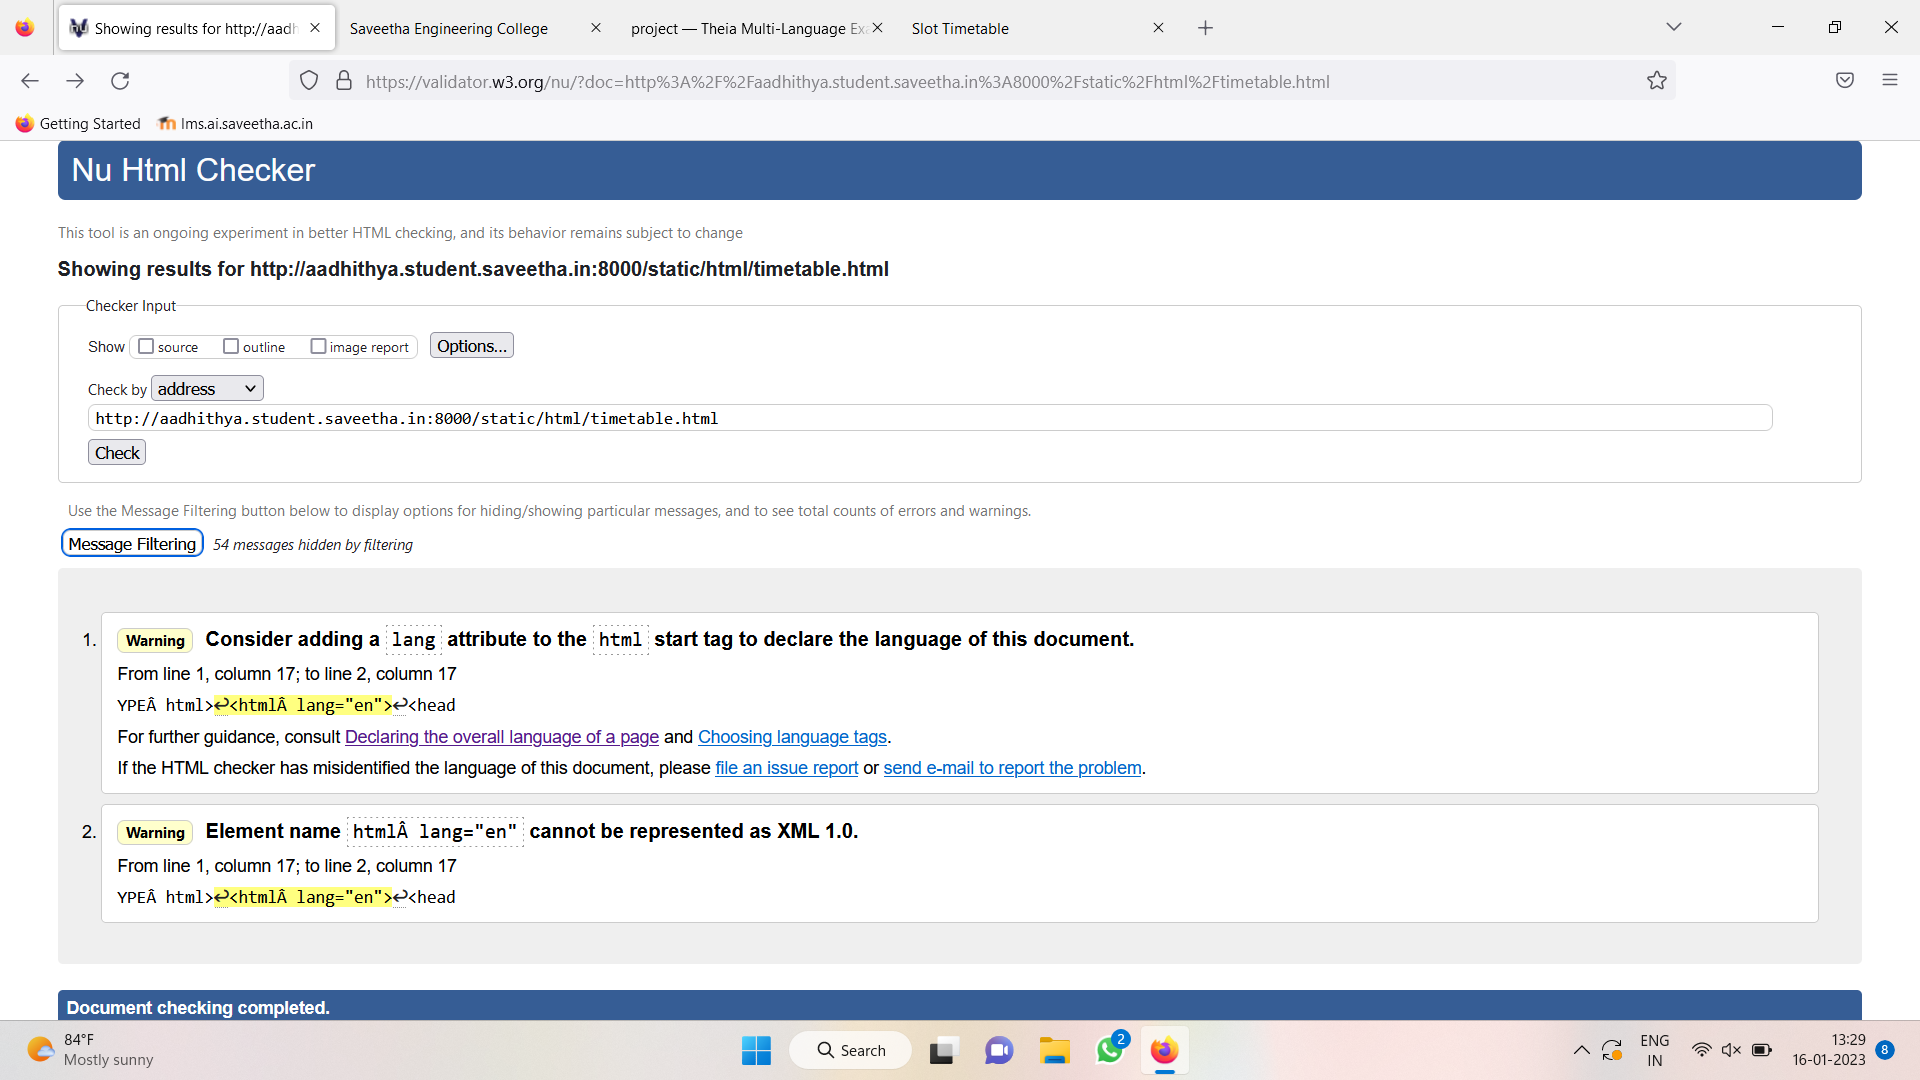 Showing results for http://aadh
Saveetha Engineering College
project — Theia Multi-Language Ex
Slot Timetable
https://validator.w3.org/nu/?doc=http%3A%2F%2Faadhithya.student.saveetha.in%3A8000%2Fstatic%2Fhtml%2Ftimetable.html
Getting Started
lms.ai.saveetha.ac.in
Nu Html Checker
This tool is an ongoing experiment in better HTML checking, and its behavior remains subject to change
Showing results for http://aadhithya.student.saveetha.in:8000/static/html/timetable.html
Checker Input
Show source outline image report Options...
Check by address
http://aadhithya.student.saveetha.in:8000/static/html/timetable.html
Check
Use the Message Filtering button below to display options for hiding/showing particular messages, and to see total counts of errors and warnings.
Message Filtering 54 messages hidden by filtering
1. Warning Consider adding a lang attribute to the html start tag to declare the language of this document.
From line 1, column 17; to line 2, column 17
YPEÂ html>↩<htmlÂ lang="en">↩<head
For further guidance, consult Declaring the overall language of a page and Choosing language tags.
If the HTML checker has misidentified the language of this document, please file an issue report or send e-mail to report the problem.
2. Warning Element name htmlÂ lang="en" cannot be represented as XML 1.0.
From line 1, column 17; to line 2, column 17
YPEÂ html>↩<htmlÂ lang="en">↩<head
Document checking completed.
84°F
Mostly sunny
Search
2
ENG
IN
13:29
16-01-2023
8